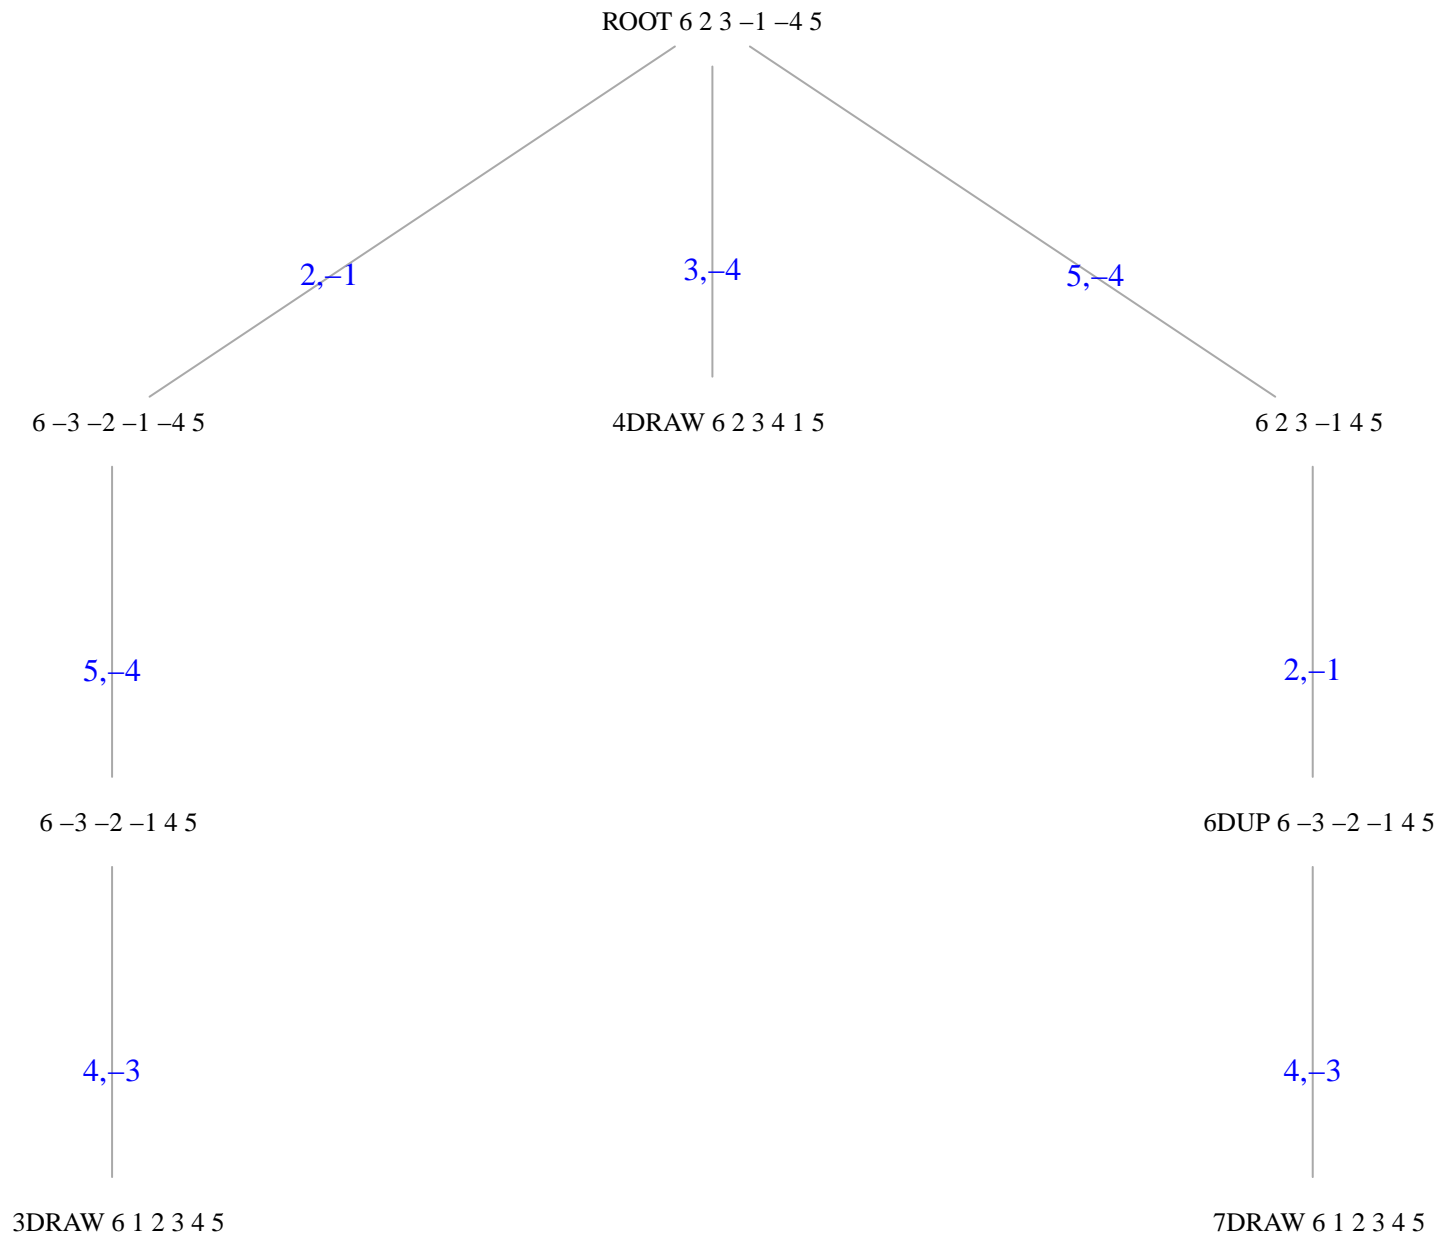 ROOT 6 2 3 –1 –4 5
2,–1
3,–4
5,–4
6 –3 –2 –1 –4 5
4DRAW 6 2 3 4 1 5
6 2 3 –1 4 5
5,–4
2,–1
6 –3 –2 –1 4 5
6DUP 6 –3 –2 –1 4 5
4,–3
4,–3
3DRAW 6 1 2 3 4 5
7DRAW 6 1 2 3 4 5